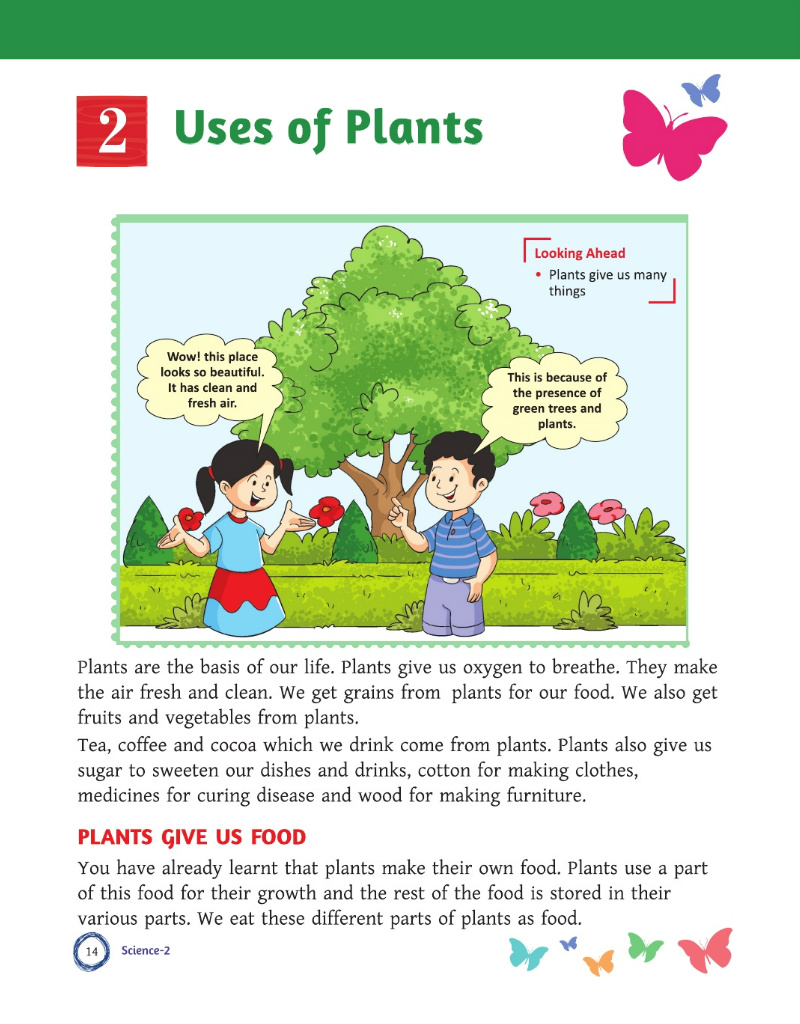 2
Uses of Plants
Looking Ahead
• Plants give us many
things
Wow! this place
looks so beautiful.
It has clean and
fresh air.
This is because of
the presence of
green trees and
plants.
Plants are the basis of our life. Plants give us oxygen to breathe. They make
the air fresh and clean. We get grains from plants for our food. We also get
fruits and vegetables from plants.
Tea, coffee and cocoa which we drink come from plants. Plants also give us
sugar to sweeten our dishes and drinks, cotton for making clothes,
medicines for curing disease and wood for making furniture.
PLANTS GIVE US FOOD
You have already learnt that plants make their own food. Plants use a part
of this food for their growth and the rest of the food is stored in their
various parts. We eat these different parts of plants as food.
14
Science-2